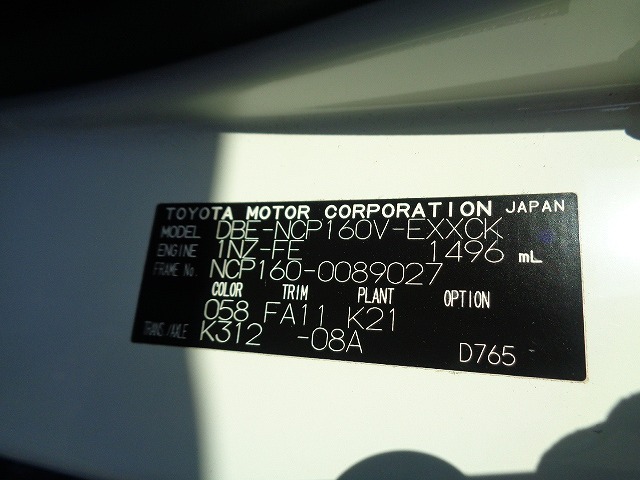 TOYOTA MOTOR CORPORATION JAPAN
MODEL DBE-NCP160V-EXXCK
ENGINE 1NZ-FE 1496 mL
FRAME No. NCP160-0089027
COLOR TRIM PLANT OPTION
058 FA11 K21
TRANS/AXLE K312 -08A D765